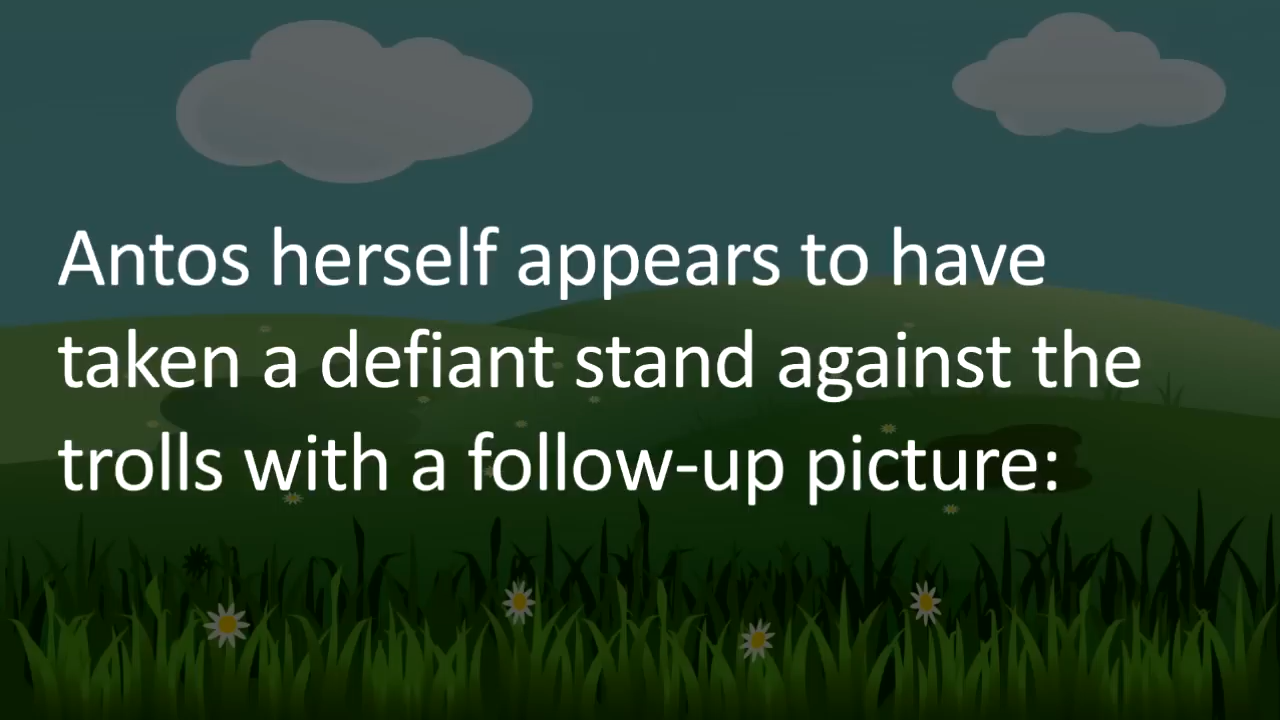 Antos herself appears to have
taken a defiant stand against the
trolls with a follow-up picture: